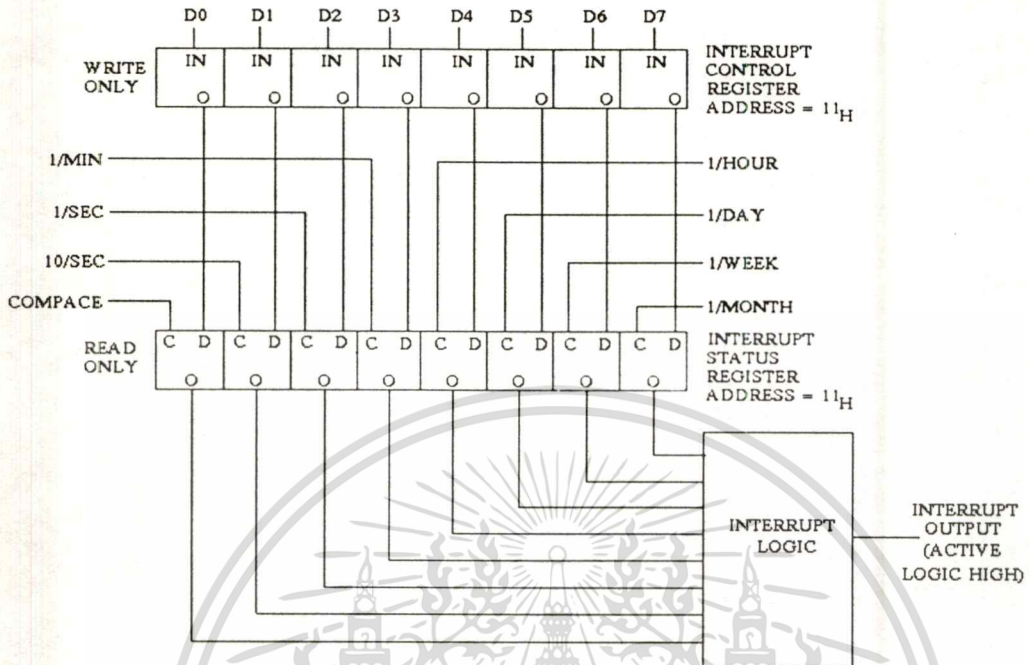 D0 D1 D2 D3 D4 D5 D6 D7
IN IN IN IN IN IN IN IN
WRITE
ONLY
INTERRUPT
CONTROL
REGISTER
ADDRESS = 11H
1/MIN
1/HOUR
1/SEC
1/DAY
10/SEC
1/WEEK
COMPACE
1/MONTH
READ
ONLY
C D C D C D C D C D C D C D C D
INTERRUPT
STATUS
REGISTER
ADDRESS = 11H
INTERRUPT
LOGIC
INTERRUPT
OUTPUT
(ACTIVE
LOGIC HIGH)